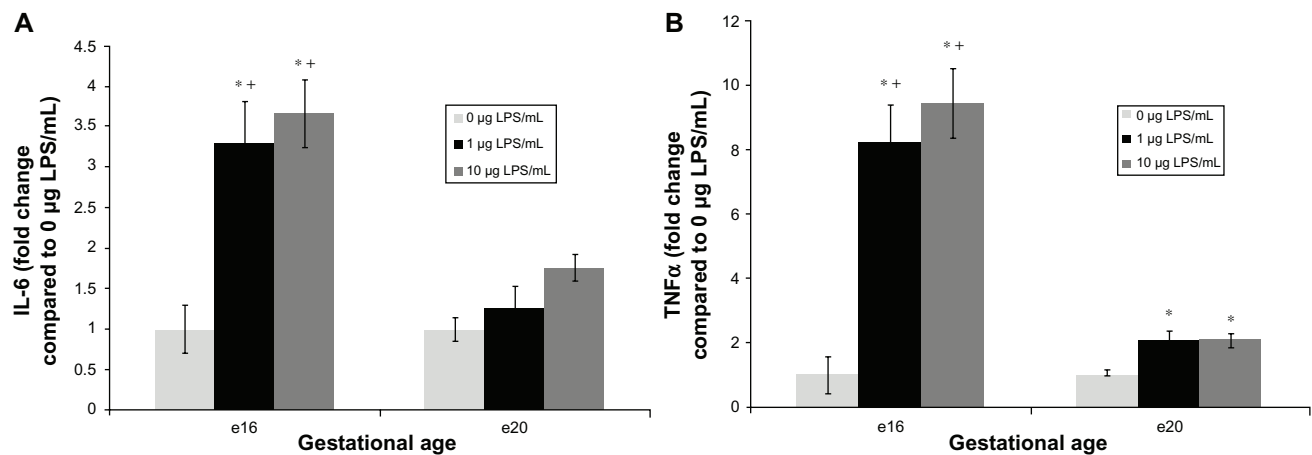 A
IL-6 (fold change
compared to 0 µg LPS/mL)
4.5
4
3.5
3
2.5
2
1.5
1
0.5
0
* +
* +
0 µg LPS/mL
1 µg LPS/mL
10 µg LPS/mL
e16
e20
Gestational age
B
TNFα (fold change
compared to 0 µg LPS/mL)
12
10
8
6
4
2
0
* +
* +
*
*
0 µg LPS/mL
1 µg LPS/mL
10 µg LPS/mL
e16
e20
Gestational age